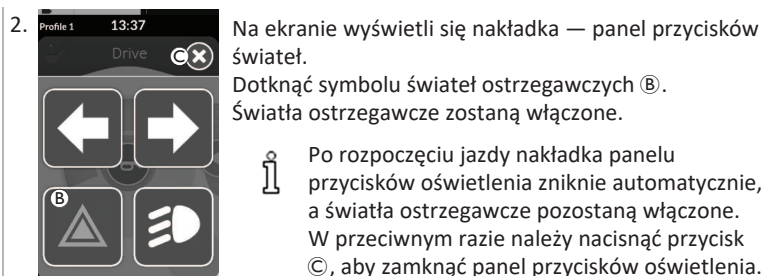 2.
Profile 1 13:37
Drive Ⓒ
Ⓑ
Na ekranie wyświetli się nakładka — panel przycisków
świateł.
Dotknąć symbolu świateł ostrzegawczych Ⓑ.
Światła ostrzegawcze zostaną włączone.
Po rozpoczęciu jazdy nakładka panelu
przycisków oświetlenia zniknie automatycznie,
a światła ostrzegawcze pozostaną włączone.
W przeciwnym razie należy nacisnąć przycisk
Ⓒ, aby zamknąć panel przycisków oświetlenia.